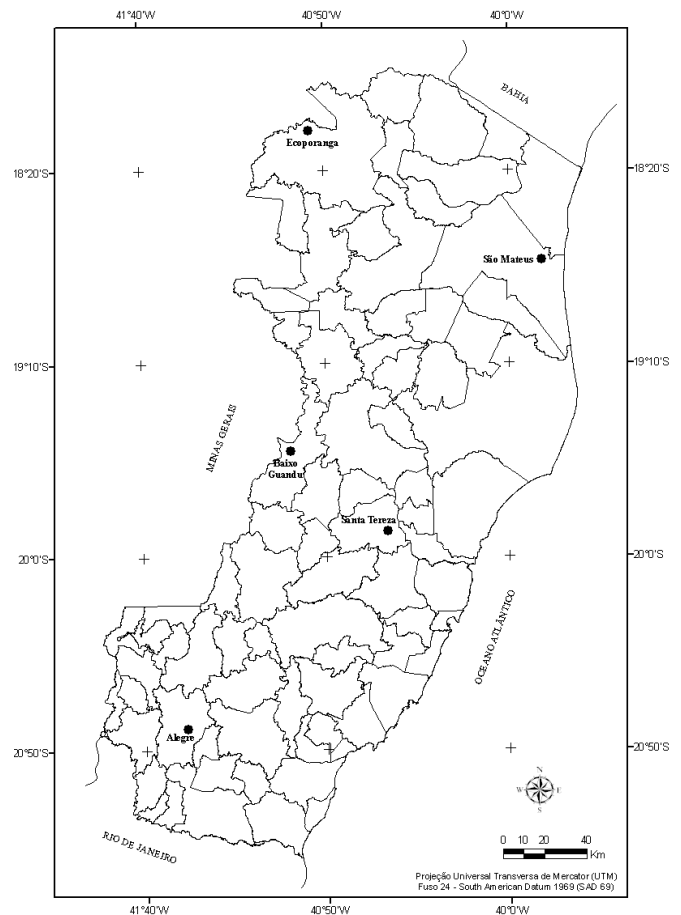 41°40'W 40°50'W 40°0'W
BAHIA
Ecoporanga
18°20'S 18°20'S
São Mateus
19°10'S 19°10'S
MINAS GERAIS
Baixo
Guandu
Santa Tereza
20°0'S 20°0'S
OCEANO ATLÂNTICO
Alegre
20°50'S 20°50'S
N
W E
S
RIO DE JANEIRO
0 10 20 40
Km
Projeção Universal Transversa de Mercator (UTM)
Fuso 24 - South American Datum 1969 (SAD 69)
41°40'W 40°50'W 40°0'W